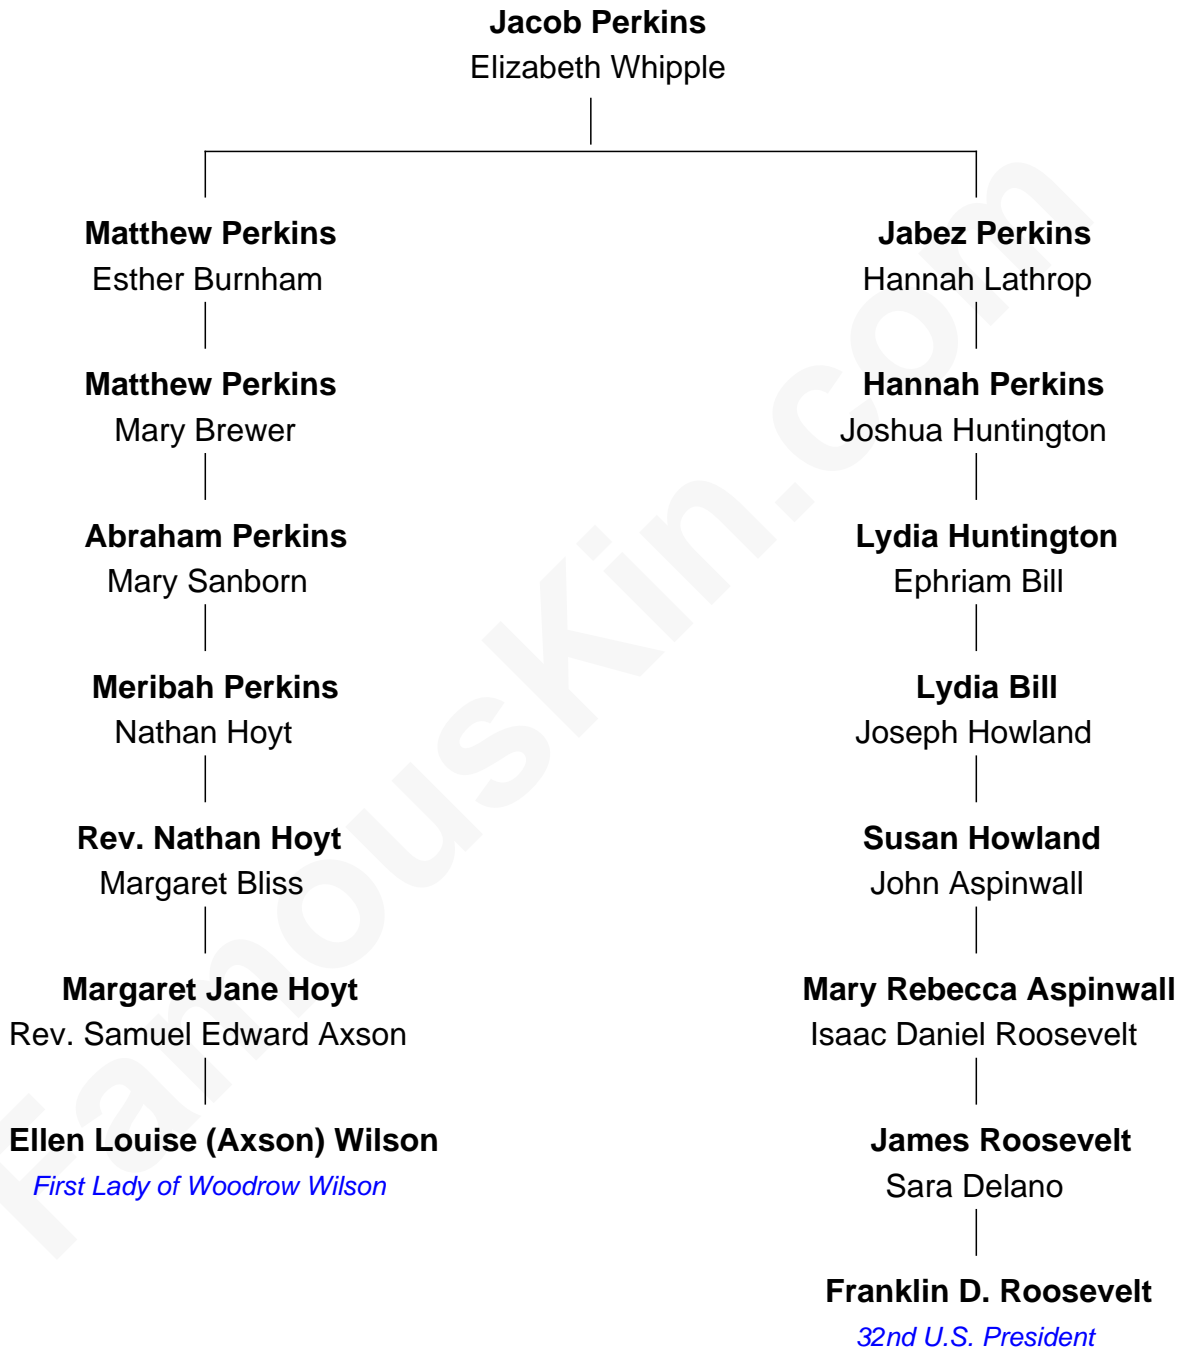 Jacob Perkins
Elizabeth Whipple
Matthew Perkins
Esther Burnham
Jabez Perkins
Hannah Lathrop
Matthew Perkins
Mary Brewer
Hannah Perkins
Joshua Huntington
Abraham Perkins
Mary Sanborn
Lydia Huntington
Ephriam Bill
Meribah Perkins
Nathan Hoyt
Lydia Bill
Joseph Howland
Rev. Nathan Hoyt
Margaret Bliss
Susan Howland
John Aspinwall
Margaret Jane Hoyt
Rev. Samuel Edward Axson
Mary Rebecca Aspinwall
Isaac Daniel Roosevelt
Ellen Louise (Axson) Wilson
First Lady of Woodrow Wilson
James Roosevelt
Sara Delano
Franklin D. Roosevelt
32nd U.S. President
FamousKin.com